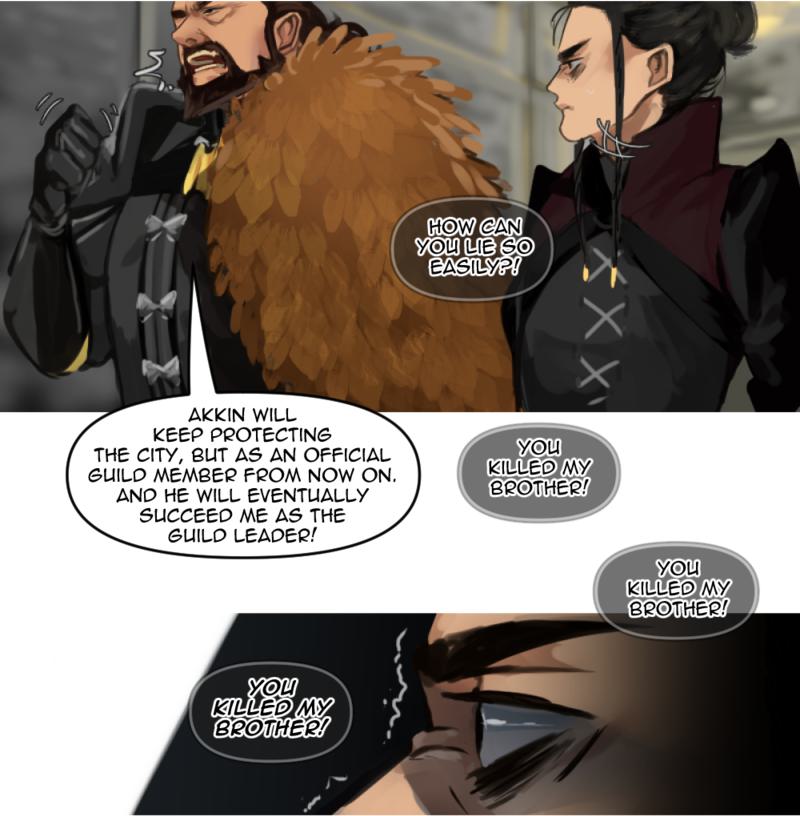 HOW CAN
YOU LIE SO
EASILY?!
AKKIN WILL
KEEP PROTECTING
THE CITY, BUT AS AN OFFICIAL
GUILD MEMBER FROM NOW ON.
AND HE WILL EVENTUALLY
SUCCEED ME AS THE
GUILD LEADER!
YOU
KILLED MY
BROTHER!
YOU
KILLED MY
BROTHER!
YOU
KILLED MY
BROTHER!